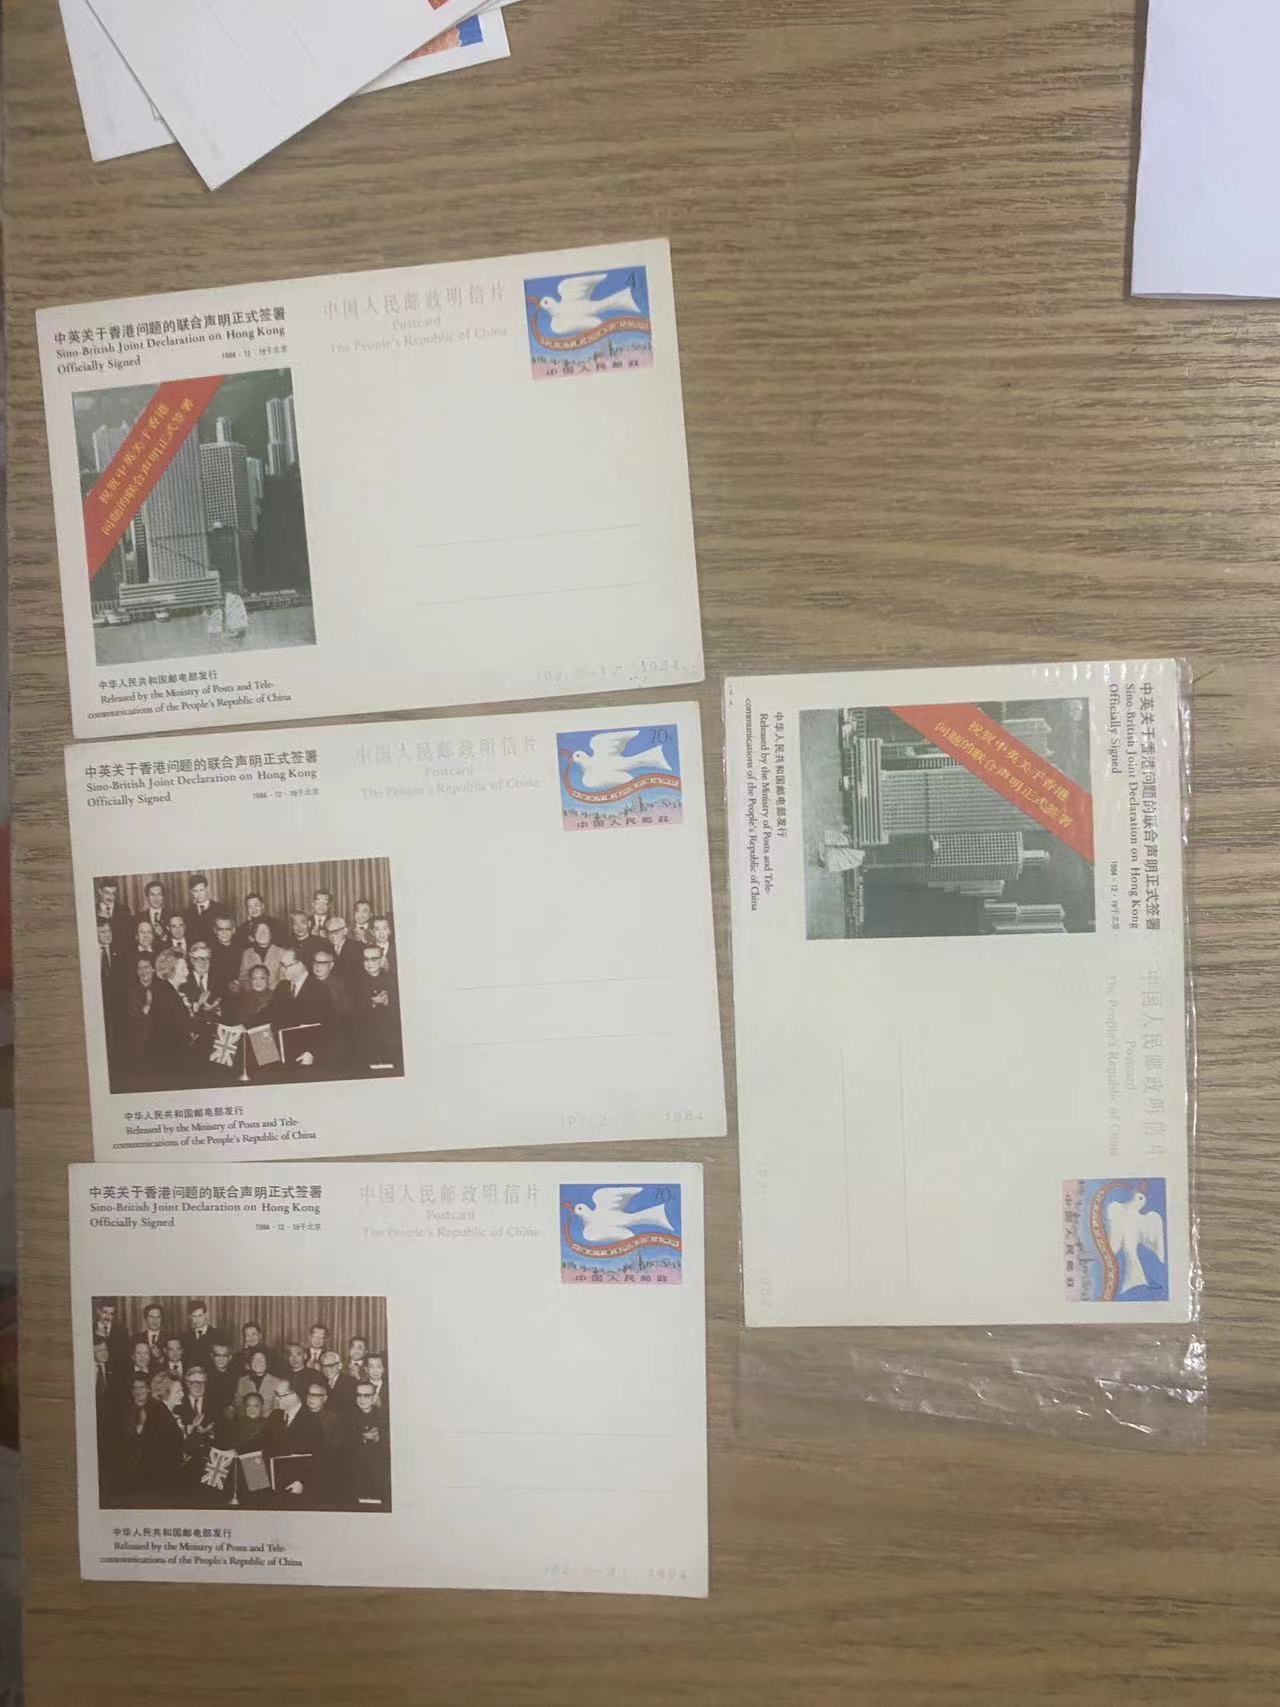 中英关于香港问题的联合声明正式签署
Sino-British Joint Declaration on Hong Kong
Officially Signed
1984·12·19于北京
中国人民邮政明信片
Postcard
The People's Republic of China
4
中国人民邮政
祝贺中英关于香港
问题的联合声明正式签署
中华人民共和国邮电部发行
Released by the Ministry of Posts and Tele-
communications of the People's Republic of China
1984
中英关于香港问题的联合声明正式签署
Sino-British Joint Declaration on Hong Kong
Officially Signed
1984·12·19于北京
中国人民邮政明信片
Postcard
The People's Republic of China
70
中国人民邮政
中华人民共和国邮电部发行
Released by the Ministry of Posts and Tele-
communications of the People's Republic of China
1984
中英关于香港问题的联合声明正式签署
Sino-British Joint Declaration on Hong Kong
Officially Signed
1984·12·19于北京
中国人民邮政明信片
Postcard
The People's Republic of China
70
中国人民邮政
中华人民共和国邮电部发行
Released by the Ministry of Posts and Tele-
communications of the People's Republic of China
1984
中英关于香港问题的联合声明正式签署
Sino-British Joint Declaration on Hong Kong
Officially Signed
1984·12·19于北京
中国人民邮政明信片
Postcard
The People's Republic of China
4
中国人民邮政
祝贺中英关于香港
问题的联合声明正式签署
中华人民共和国邮电部发行
Released by the Ministry of Posts and Tele-
communications of the People's Republic of China
1984